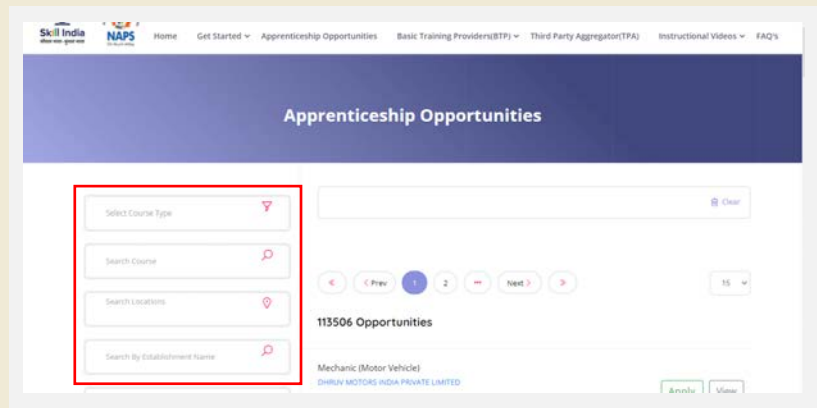 Skill India
NAPS
Home
Get Started
Apprenticeship Opportunities
Basic Training Providers(BTP)
Third Party Aggregator(TPA)
Instructional Videos
FAQ's
Apprenticeship Opportunities
Select Course Type
Search Course
Search Locations
Search By Establishment Name
Clear
« < Prev 1 2 ••• Next > »
15
113506 Opportunities
Mechanic (Motor Vehicle)
DHRUV MOTORS INDIA PRIVATE LIMITED
Apply View